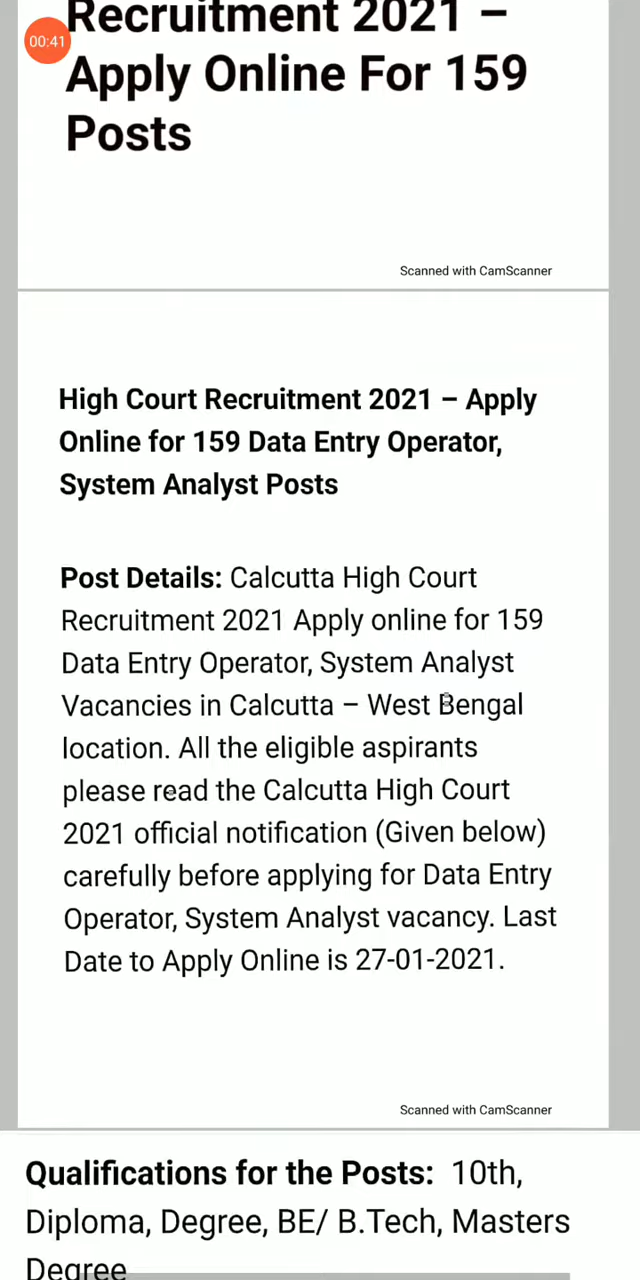 Recruitment 2021 –
00:41
Apply Online For 159
Posts
Scanned with CamScanner
High Court Recruitment 2021 – Apply
Online for 159 Data Entry Operator,
System Analyst Posts
Post Details: Calcutta High Court
Recruitment 2021 Apply online for 159
Data Entry Operator, System Analyst
Vacancies in Calcutta – West Bengal
location. All the eligible aspirants
please read the Calcutta High Court
2021 official notification (Given below)
carefully before applying for Data Entry
Operator, System Analyst vacancy. Last
Date to Apply Online is 27-01-2021.
Scanned with CamScanner
Qualifications for the Posts: 10th,
Diploma, Degree, BE/ B.Tech, Masters
Degree